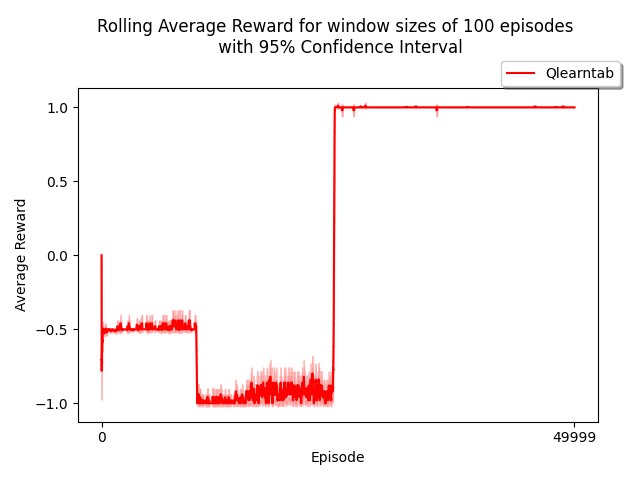 Rolling Average Reward for window sizes of 100 episodes
with 95% Confidence Interval
Qlearntab
1.0
0.5
0.0
−0.5
−1.0
Average Reward
0
49999
Episode